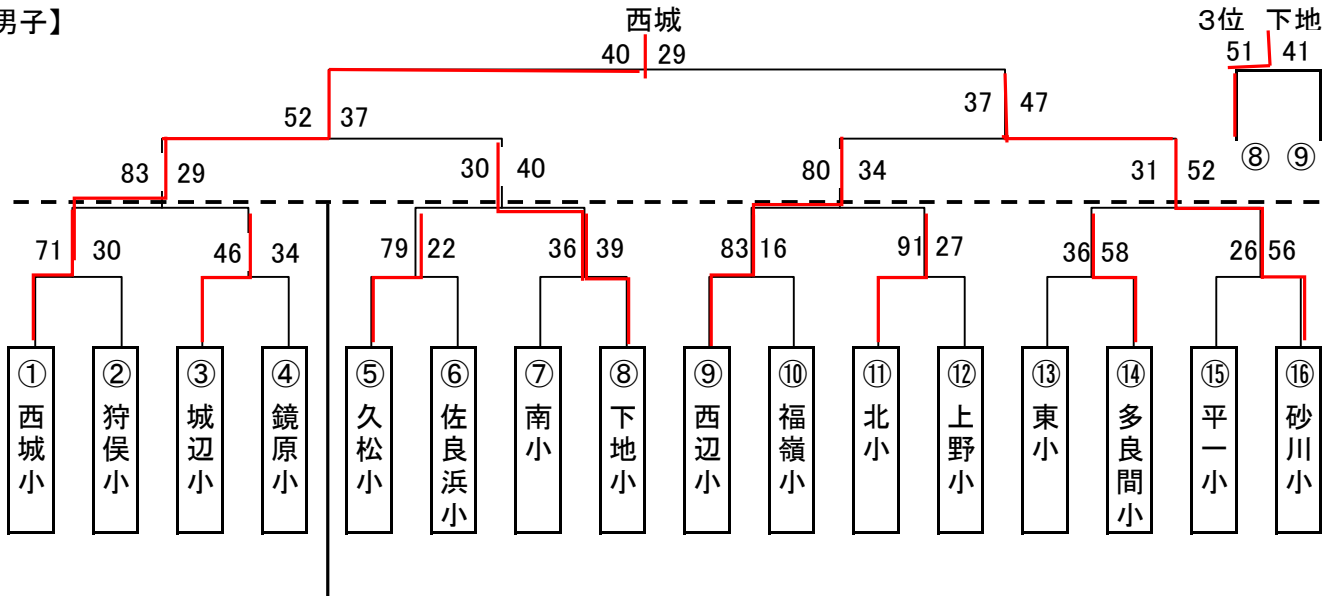 男子】
西城
3位 下地
40 29
51 41
52 37
37 47
⑧ ⑨
83 29
30 40
80 34
31 52
71 30
46 34
79 22
36 39
83 16
91 27
36 58
26 56
① 西城小
② 狩俣小
③ 城辺小
④ 鏡原小
⑤ 久松小
⑥ 佐良浜小
⑦ 南小
⑧ 下地小
⑨ 西辺小
⑩ 福嶺小
⑪ 北小
⑫ 上野小
⑬ 東小
⑭ 多良間小
⑮ 平一小
⑯ 砂川小